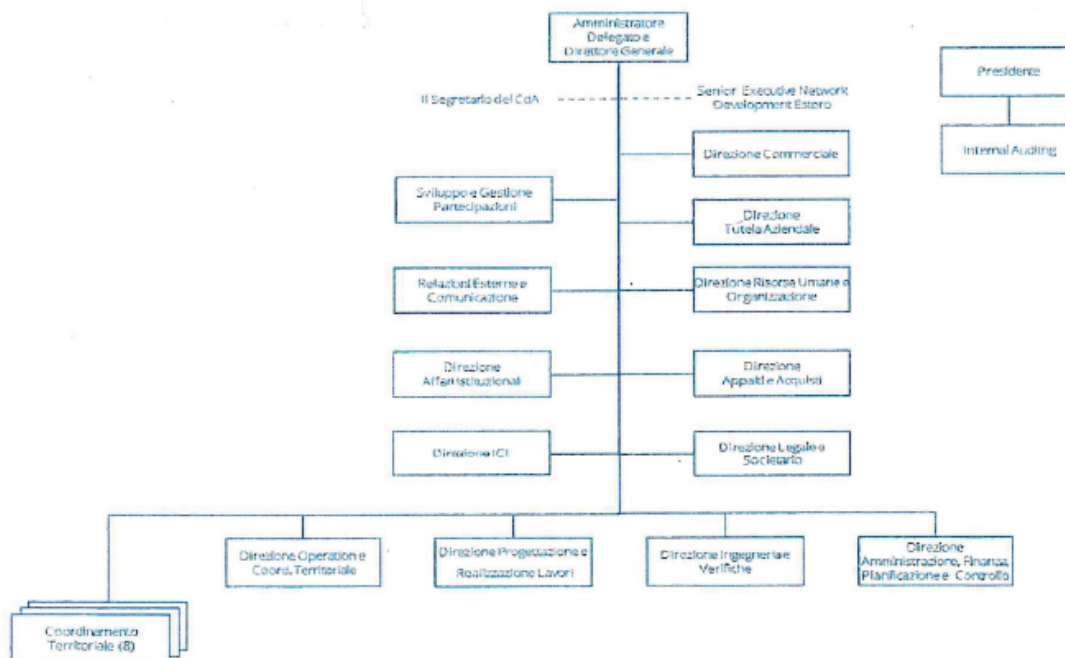 Amministratore
Delegato e
Direttore Generale
Presidente
Il Segretario del CdA
Senior Executive Network
Development Estero
Internal Auditing
Direzione Commerciale
Sviluppo e Gestione
Partecipazioni
Direzione
Tutela Aziendale
Relazioni Esterne e
Comunicazione
Direzione Risorse Umane e
Organizzazione
Direzione
Affari Istituzionali
Direzione
Appalti e Acquisti
Direzione ICT
Direzione Legale e
Societario
Direzione Operation e
Coord. Territoriale
Direzione Progettazione e
Realizzazione Lavori
Direzione Ingegneria e
Verifiche
Direzione
Amministrazione, Finanza,
Pianificazione e Controllo
Coordinamento
Territoriale (8)